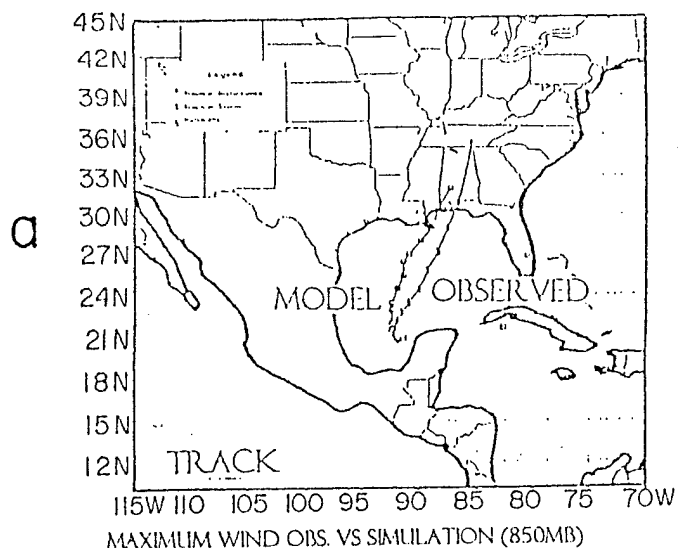 45N
42N
Legend
39N
36N
33N
a
30N
27N
MODEL OBSERVED
24N
21N
18N
15N
TRACK
12N
115W 110 105 100 95 90 85 80 75 70W
MAXIMUM WIND OBS. VS SIMULATION (850MB)